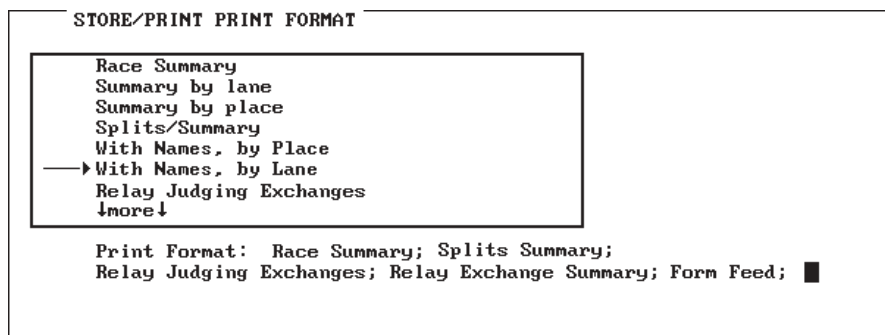 STORE/PRINT PRINT FORMAT
Race Summary
Summary by lane
Summary by place
Splits/Summary
With Names, by Place
With Names, by Lane
Relay Judging Exchanges
↓more↓
Print Format: Race Summary; Splits Summary;
Relay Judging Exchanges; Relay Exchange Summary; Form Feed;